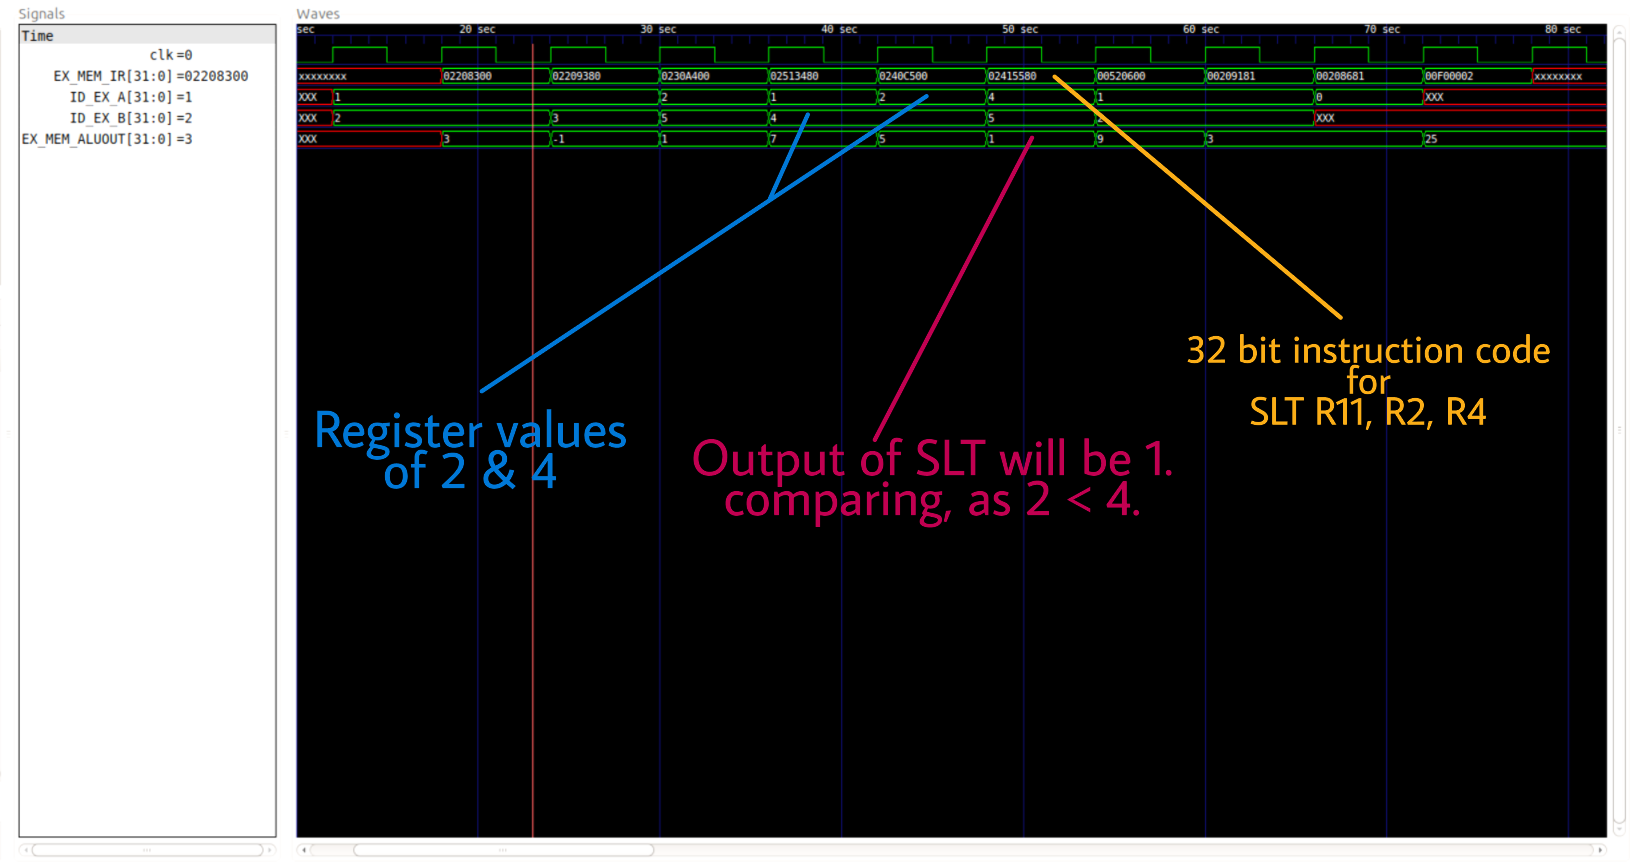 Signals
Waves
Time
sec
20 sec
30 sec
40 sec
50 sec
60 sec
70 sec
80 sec
clk =0
EX_MEM_IR[31:0] =02208300
xxxxxxxx
02208300
02209380
0230A400
02513480
0240C500
02415580
00520600
00209181
00208681
00F00002
xxxxxxxx
ID_EX_A[31:0] =1
XXX
1
2
1
2
4
1
0
XXX
ID_EX_B[31:0] =2
XXX
2
3
5
4
5
XXX
EX_MEM_ALUOUT[31:0] =3
XXX
3
-1
1
7
5
1
9
3
25
32 bit instruction code
for
SLT R11, R2, R4
Register values
of 2 & 4
Output of SLT will be 1.
comparing, as 2 < 4.